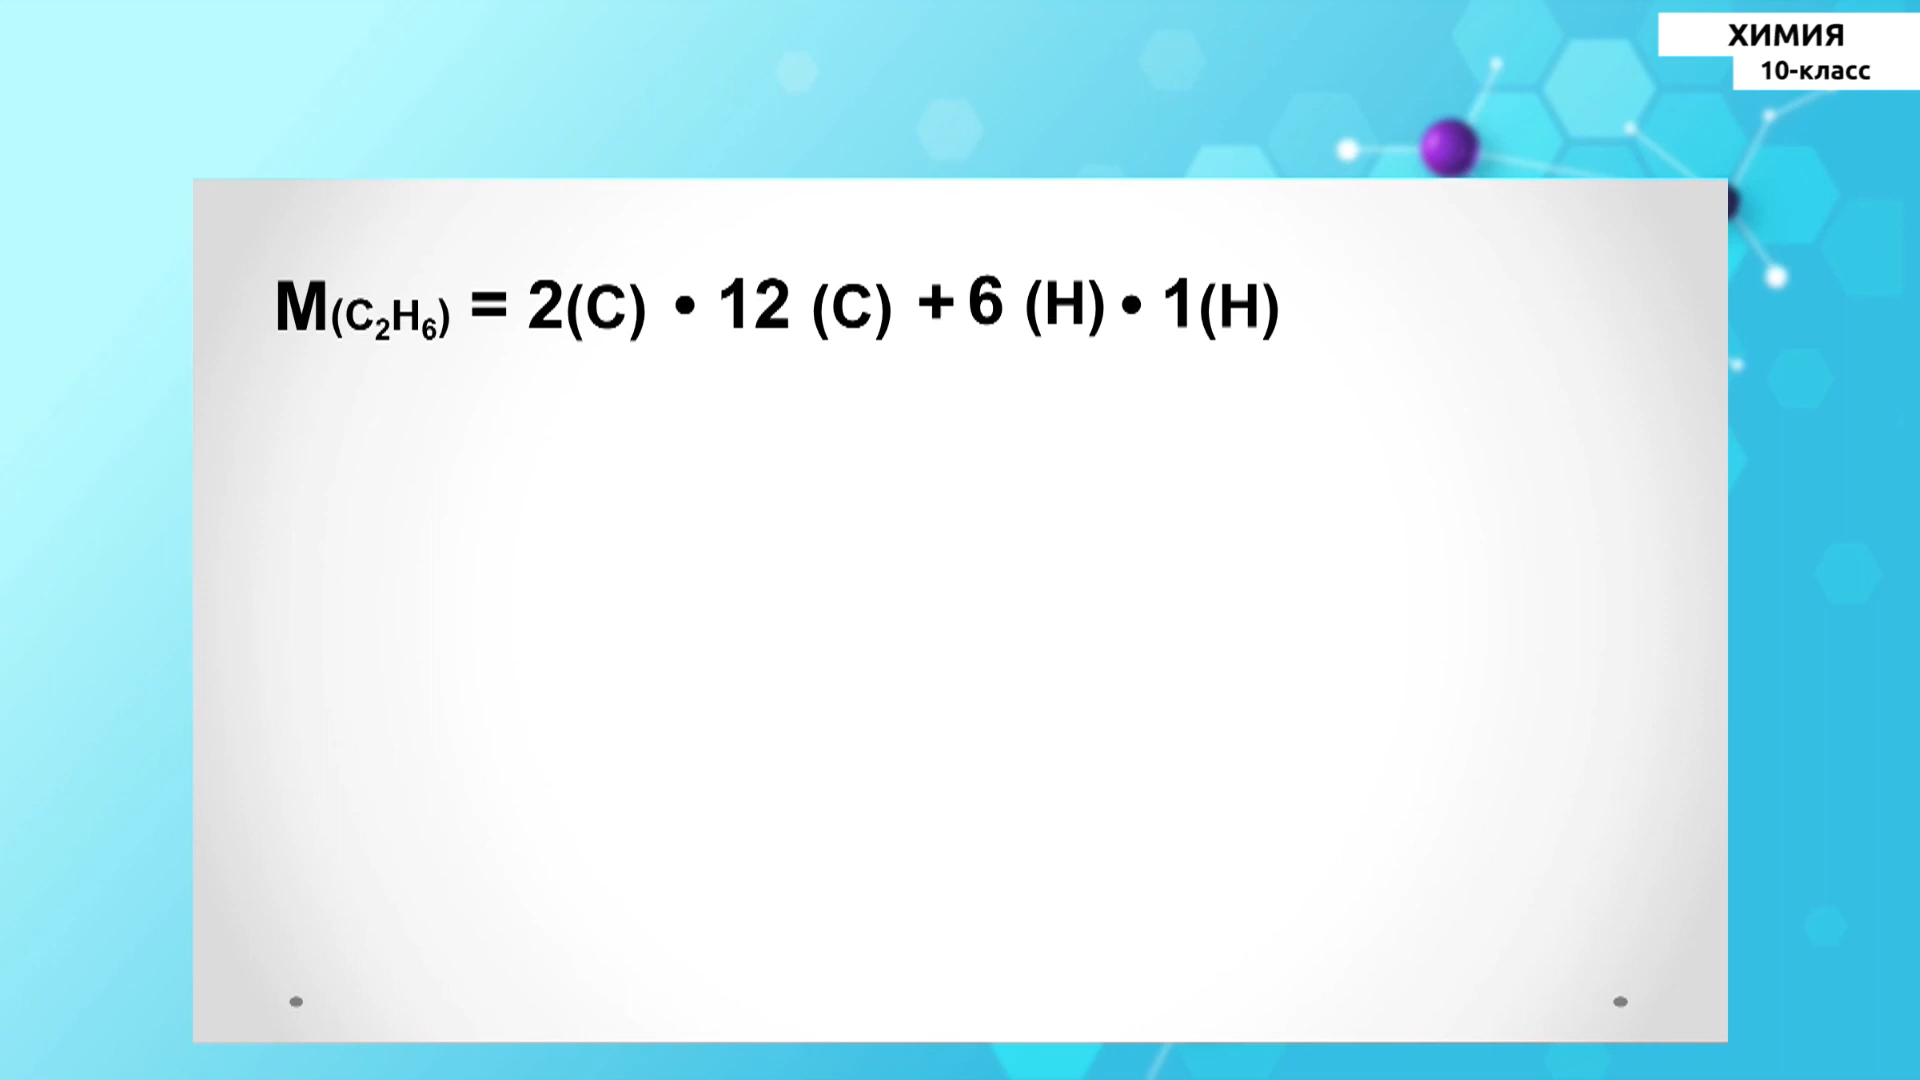 ХИМИЯ
10-класс
M(C₂H₆) = 2(C) • 12 (C) + 6 (H) • 1(H)